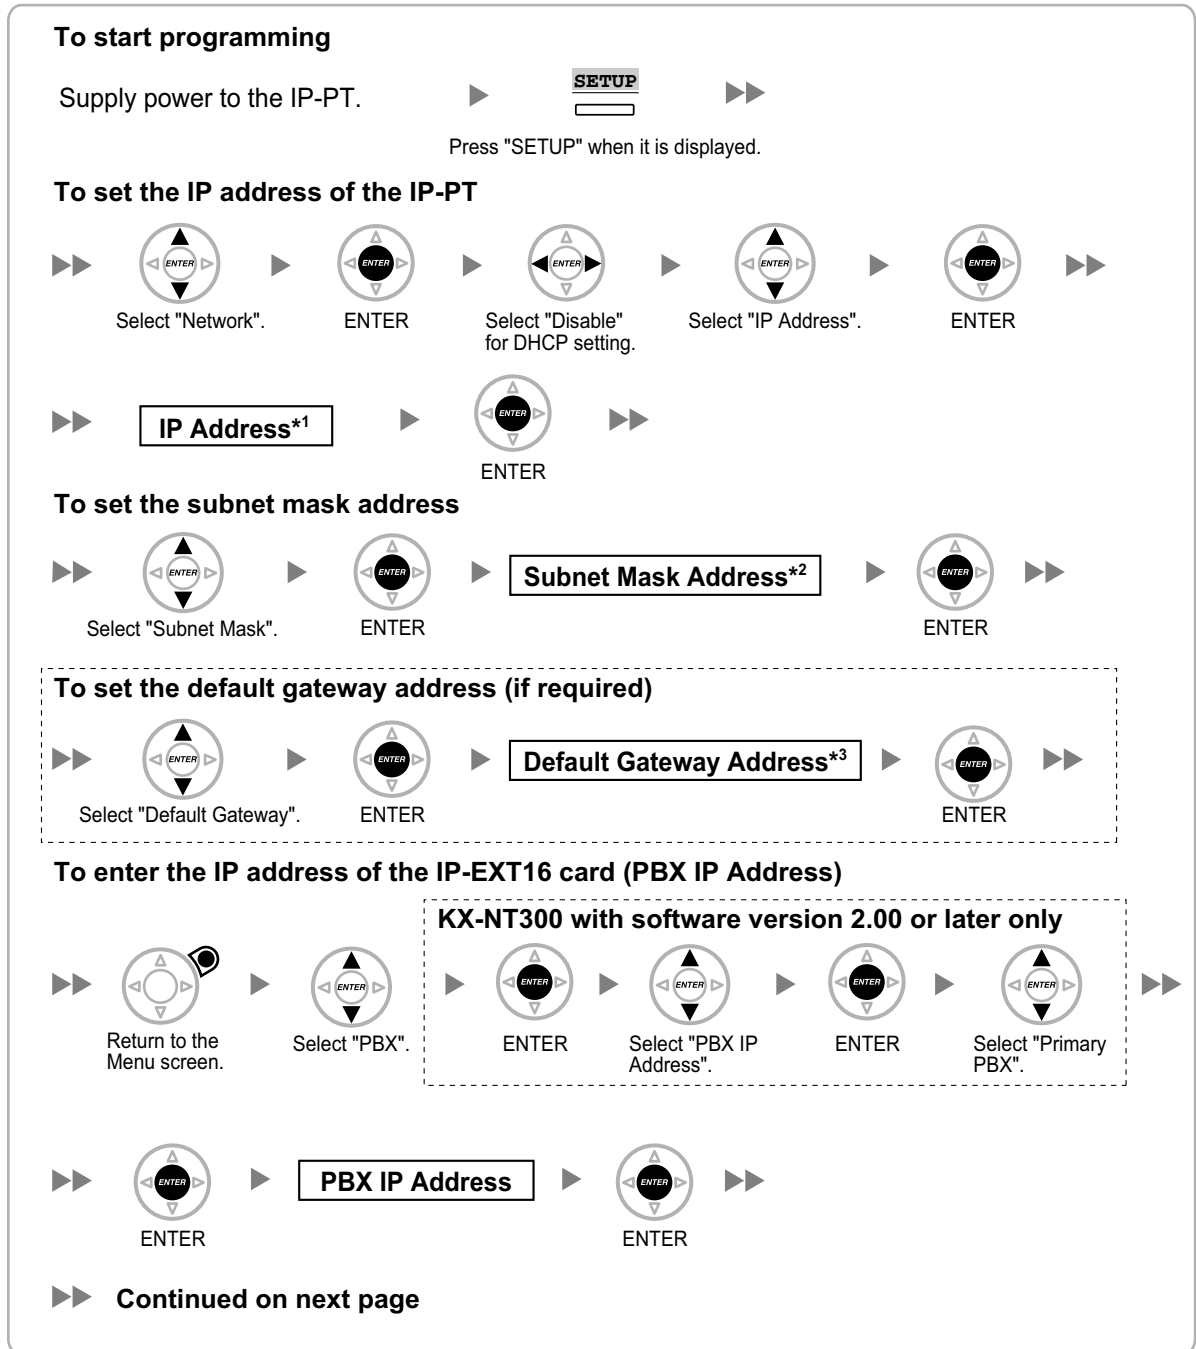 To start programming
SETUP
Supply power to the IP-PT.
Press "SETUP" when it is displayed.
To set the IP address of the IP-PT
ENTER ENTER ENTER ENTER ENTER
Select "Network". ENTER Select "Disable" Select "IP Address". ENTER
for DHCP setting.
IP Address*1 ENTER
ENTER
To set the subnet mask address
ENTER ENTER Subnet Mask Address*2 ENTER
Select "Subnet Mask". ENTER ENTER
To set the default gateway address (if required)
ENTER ENTER Default Gateway Address*3 ENTER
Select "Default Gateway". ENTER ENTER
To enter the IP address of the IP-EXT16 card (PBX IP Address)
KX-NT300 with software version 2.00 or later only
ENTER ENTER ENTER ENTER ENTER
Return to the Select "PBX". ENTER Select "PBX IP ENTER Select "Primary
Menu screen. Address". PBX".
ENTER PBX IP Address ENTER
ENTER ENTER
Continued on next page